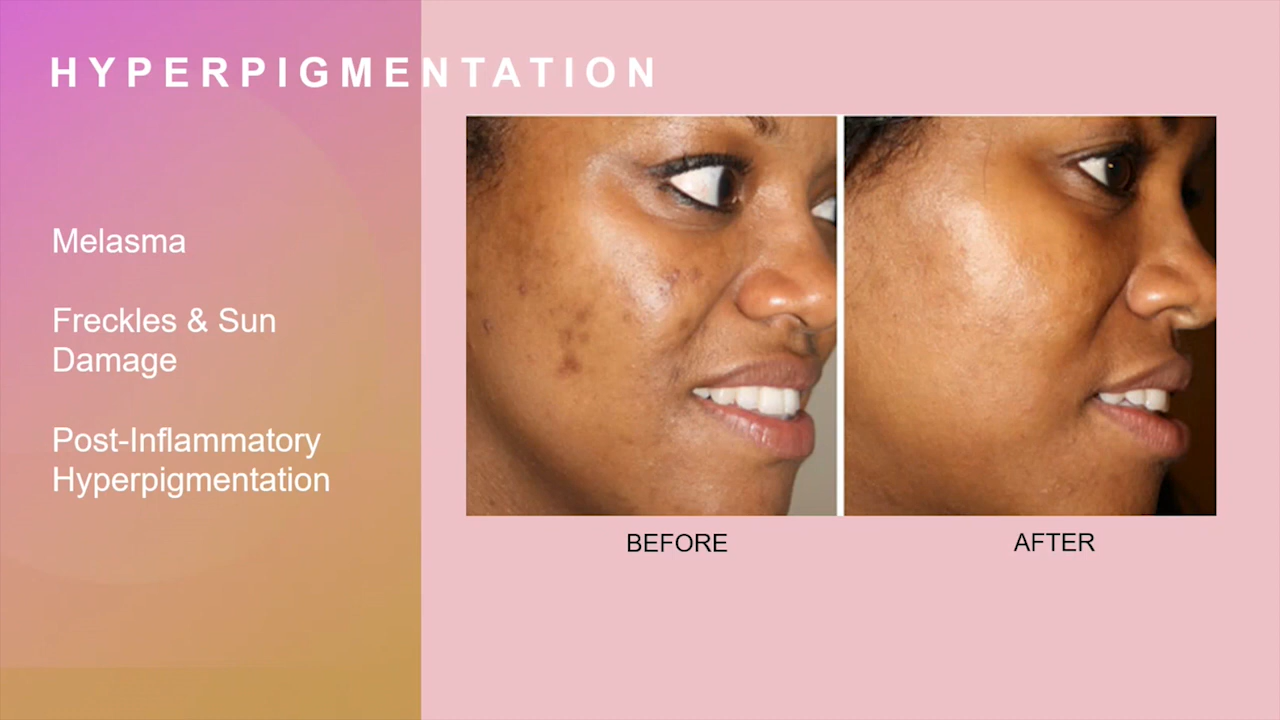 HYPERPIGMENTATION
Melasma
Freckles & Sun
Damage
Post-Inflammatory
Hyperpigmentation
BEFORE
AFTER